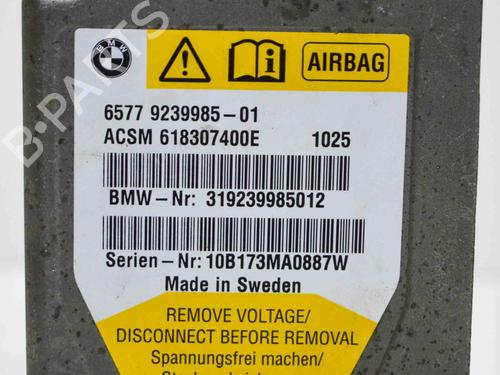 BMW
AIRBAG
6577 9239985-01
ACSM 618307400E 1025
BMW-Nr: 319239985012
Serien-Nr: 10B173MA0887W
Made in Sweden
REMOVE VOLTAGE/
DISCONNECT BEFORE REMOVAL
Spannungsfrei machen/
B-PARTS